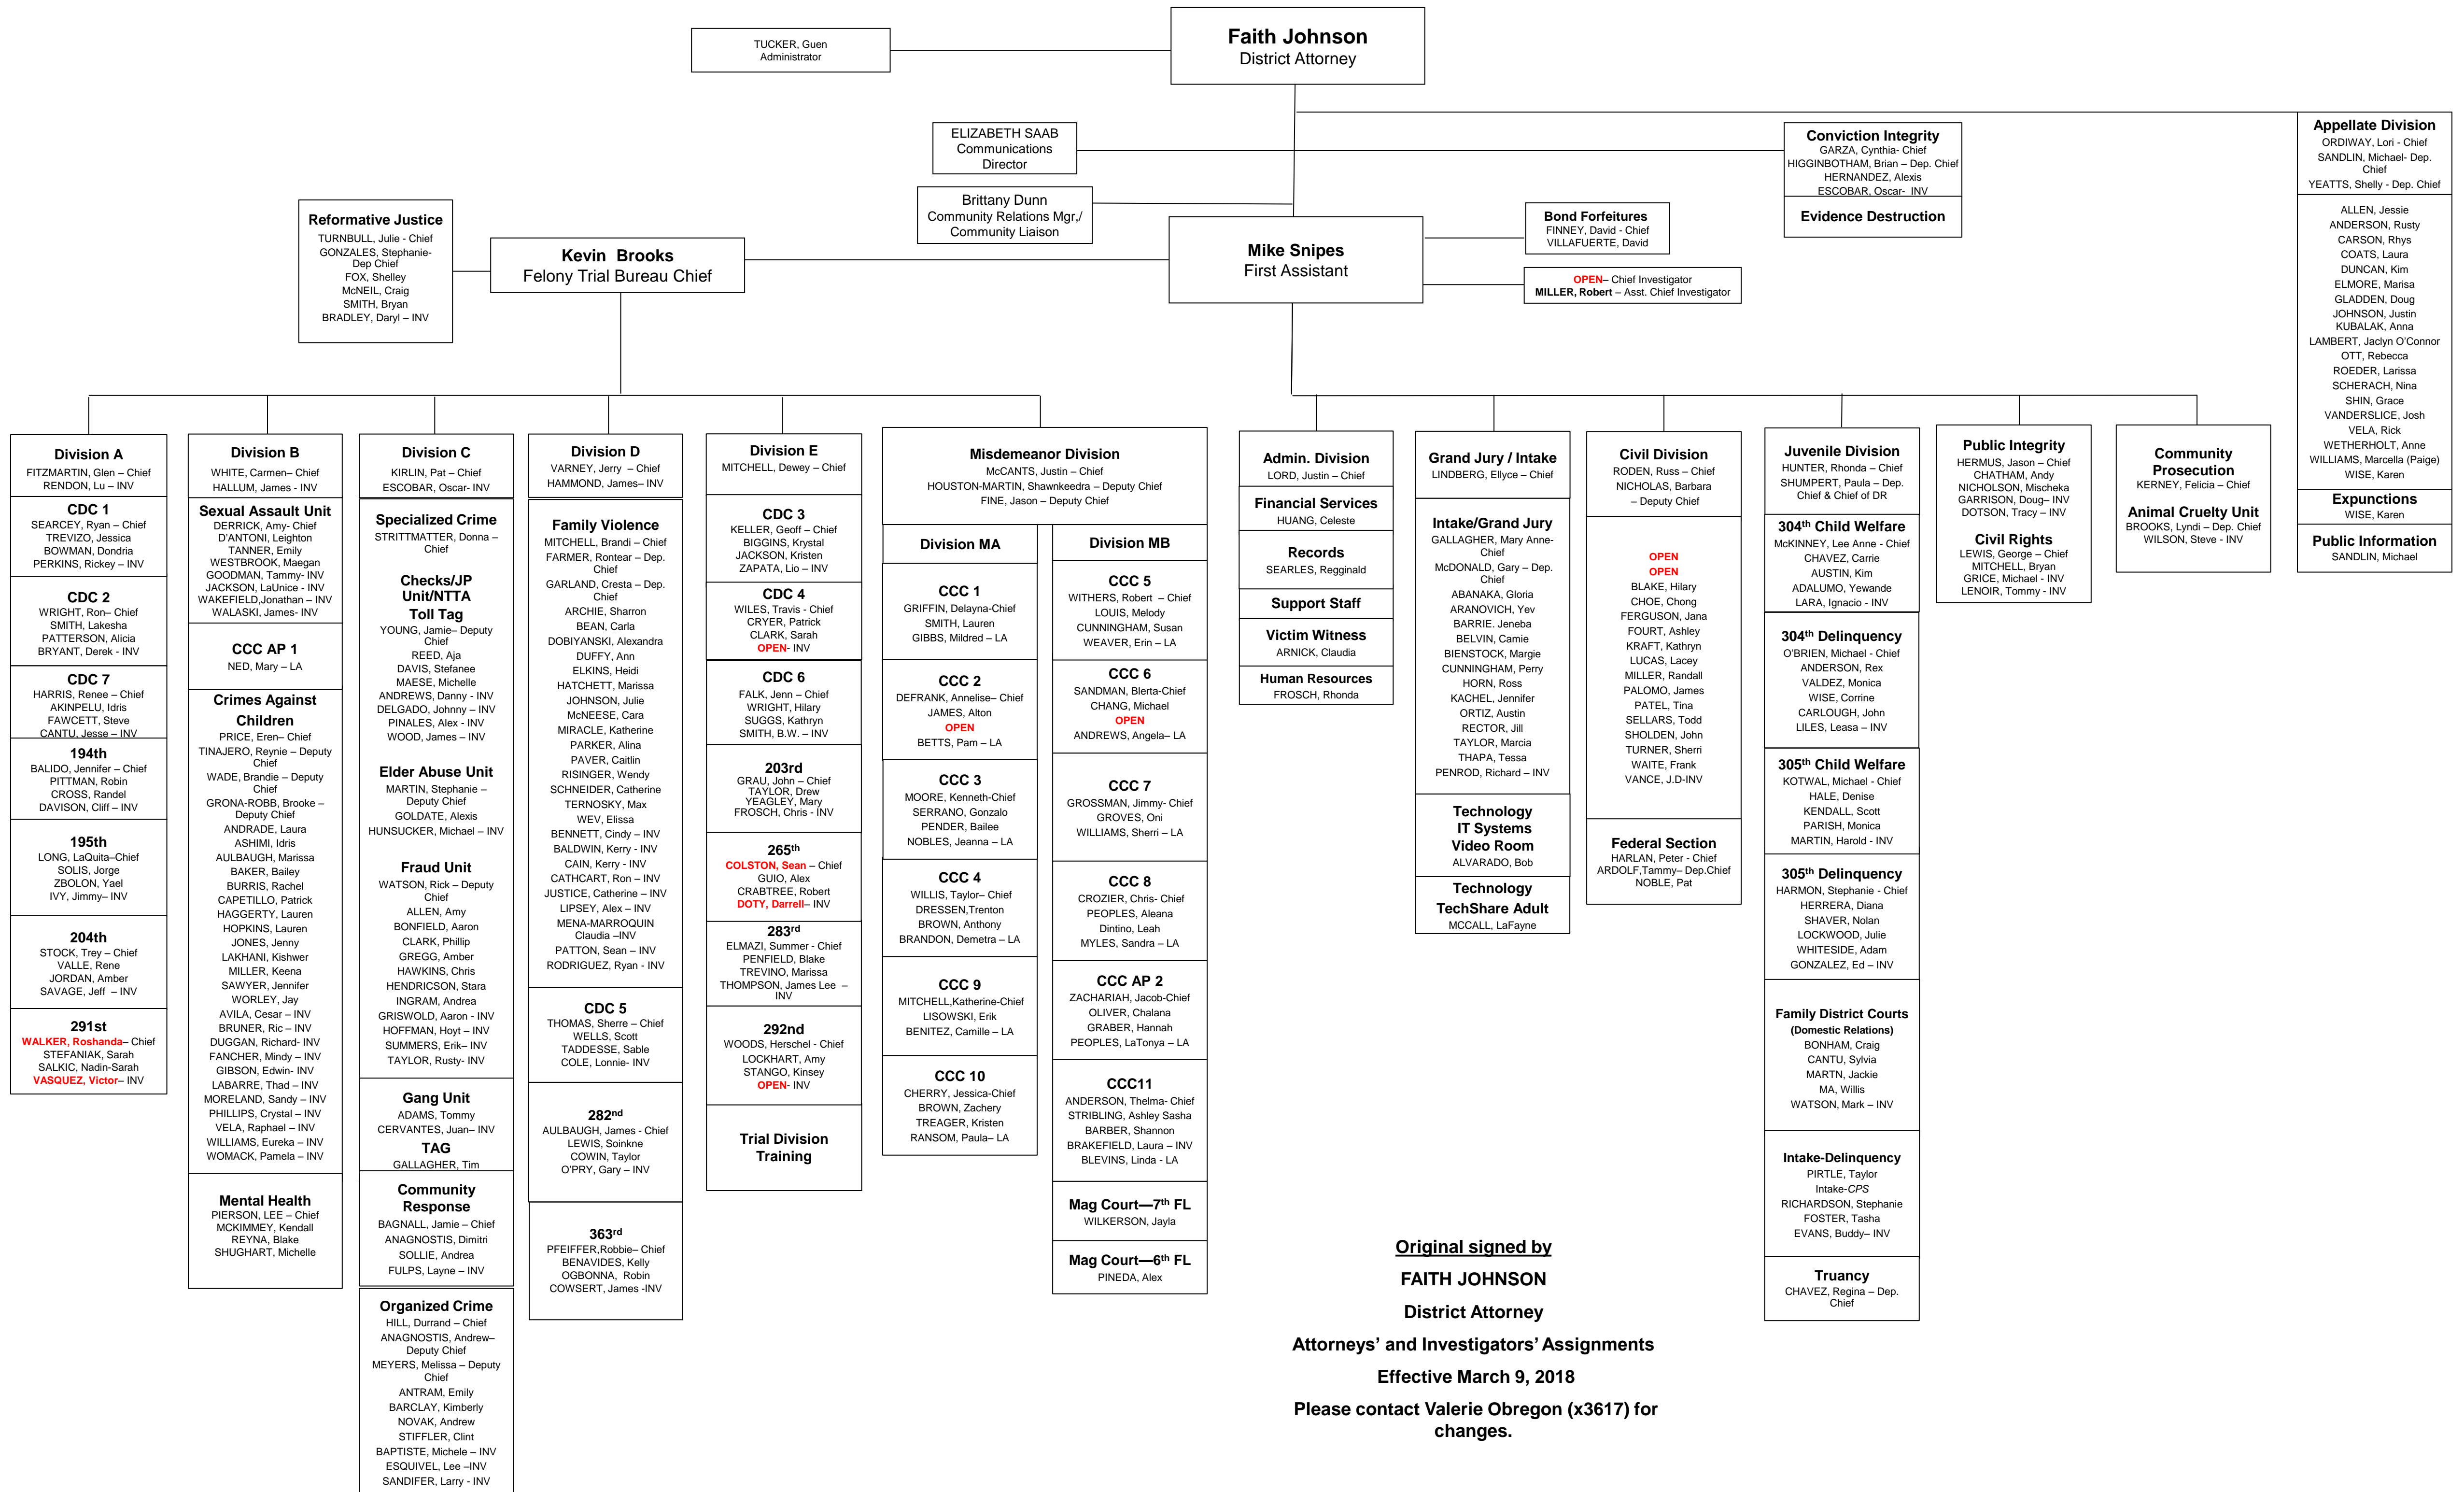 Faith Johnson
District Attorney
TUCKER, Guen
Administrator
ELIZABETH SAAB
Communications
Director
Brittany Dunn
Community Relations Mgr,/
Community Liaison
Conviction Integrity
GARZA, Cynthia- Chief
HIGGINBOTHAM, Brian – Dep. Chief
HERNANDEZ, Alexis
ESCOBAR, Oscar- INV
Evidence Destruction
Appellate Division
ORDIWAY, Lori - Chief
SANDLIN, Michael- Dep.
Chief
YEATTS, Shelly - Dep. Chief
ALLEN, Jessie
ANDERSON, Rusty
CARSON, Rhys
COATS, Laura
DUNCAN, Kim
ELMORE, Marisa
GLADDEN, Doug
JOHNSON, Justin
KUBALAK, Anna
LAMBERT, Jaclyn O'Connor
OTT, Rebecca
ROEDER, Larissa
SCHERACH, Nina
SHIN, Grace
VANDERSLICE, Josh
VELA, Rick
WETHERHOLT, Anne
WILLIAMS, Marcella (Paige)
WISE, Karen
Expunctions
WISE, Karen
Public Information
SANDLIN, Michael
Reformative Justice
TURNBULL, Julie - Chief
GONZALES, Stephanie-
Dep Chief
FOX, Shelley
McNEIL, Craig
SMITH, Bryan
BRADLEY, Daryl – INV
Kevin Brooks
Felony Trial Bureau Chief
Mike Snipes
First Assistant
Bond Forfeitures
FINNEY, David - Chief
VILLAFUERTE, David
OPEN– Chief Investigator
MILLER, Robert – Asst. Chief Investigator
Division A
FITZMARTIN, Glen – Chief
RENDON, Lu – INV
CDC 1
SEARCEY, Ryan – Chief
TREVIZO, Jessica
BOWMAN, Dondria
PERKINS, Rickey – INV
CDC 2
WRIGHT, Ron– Chief
SMITH, Lakesha
PATTERSON, Alicia
BRYANT, Derek - INV
CDC 7
HARRIS, Renee – Chief
AKINPELU, Idris
FAWCETT, Steve
CANTU, Jesse – INV
194th
BALIDO, Jennifer – Chief
PITTMAN, Robin
CROSS, Randel
DAVISON, Cliff – INV
195th
LONG, LaQuita–Chief
SOLIS, Jorge
ZBOLON, Yael
IVY, Jimmy– INV
204th
STOCK, Trey – Chief
VALLE, Rene
JORDAN, Amber
SAVAGE, Jeff – INV
291st
WALKER, Roshanda– Chief
STEFANIAK, Sarah
SALKIC, Nadin-Sarah
VASQUEZ, Victor– INV
Division B
WHITE, Carmen– Chief
HALLUM, James - INV
Sexual Assault Unit
DERRICK, Amy- Chief
D'ANTONI, Leighton
TANNER, Emily
WESTBROOK, Maegan
GOODMAN, Tammy- INV
JACKSON, LaUnice - INV
WAKEFIELD,Jonathan – INV
WALASKI, James- INV
CCC AP 1
NED, Mary – LA
Crimes Against
Children
PRICE, Eren– Chief
TINAJERO, Reynie – Deputy
Chief
WADE, Brandie – Deputy
Chief
GRONA-ROBB, Brooke –
Deputy Chief
ANDRADE, Laura
ASHIMI, Idris
AULBAUGH, Marissa
BAKER, Bailey
BURRIS, Rachel
CAPETILLO, Patrick
HAGGERTY, Lauren
HOPKINS, Lauren
JONES, Jenny
LAKHANI, Kishwer
MILLER, Keena
SAWYER, Jennifer
WORLEY, Jay
AVILA, Cesar – INV
BRUNER, Ric – INV
DUGGAN, Richard- INV
FANCHER, Mindy – INV
GIBSON, Edwin- INV
LABARRE, Thad – INV
MORELAND, Sandy – INV
PHILLIPS, Crystal – INV
VELA, Raphael – INV
WILLIAMS, Eureka – INV
WOMACK, Pamela – INV
Mental Health
PIERSON, LEE – Chief
MCKIMMEY, Kendall
REYNA, Blake
SHUGHART, Michelle
Division C
KIRLIN, Pat – Chief
ESCOBAR, Oscar- INV
Specialized Crime
STRITTMATTER, Donna –
Chief
Checks/JP
Unit/NTTA
Toll Tag
YOUNG, Jamie– Deputy
Chief
REED, Aja
DAVIS, Stefanee
MAESE, Michelle
ANDREWS, Danny - INV
DELGADO, Johnny – INV
PINALES, Alex - INV
WOOD, James – INV
Elder Abuse Unit
MARTIN, Stephanie –
Deputy Chief
GOLDATE, Alexis
HUNSUCKER, Michael – INV
Fraud Unit
WATSON, Rick – Deputy
Chief
ALLEN, Amy
BONFIELD, Aaron
CLARK, Phillip
GREGG, Amber
HAWKINS, Chris
HENDRICSON, Stara
INGRAM, Andrea
GRISWOLD, Aaron - INV
HOFFMAN, Hoyt – INV
SUMMERS, Erik– INV
TAYLOR, Rusty- INV
Gang Unit
ADAMS, Tommy
CERVANTES, Juan– INV
TAG
GALLAGHER, Tim
Community
Response
BAGNALL, Jamie – Chief
ANAGNOSTIS, Dimitri
SOLLIE, Andrea
FULPS, Layne – INV
Organized Crime
HILL, Durrand – Chief
ANAGNOSTIS, Andrew–
Deputy Chief
MEYERS, Melissa – Deputy
Chief
ANTRAM, Emily
BARCLAY, Kimberly
NOVAK, Andrew
STIFFLER, Clint
BAPTISTE, Michele – INV
ESQUIVEL, Lee –INV
SANDIFER, Larry - INV
Division D
VARNEY, Jerry – Chief
HAMMOND, James– INV
Family Violence
MITCHELL, Brandi – Chief
FARMER, Rontear – Dep.
Chief
GARLAND, Cresta – Dep.
Chief
ARCHIE, Sharron
BEAN, Carla
DOBIYANSKI, Alexandra
DUFFY, Ann
ELKINS, Heidi
HATCHETT, Marissa
JOHNSON, Julie
McNEESE, Cara
MIRACLE, Katherine
PARKER, Alina
PAVER, Caitlin
RISINGER, Wendy
SCHNEIDER, Catherine
TERNOSKY, Max
WEV, Elissa
BENNETT, Cindy – INV
BALDWIN, Kerry - INV
CAIN, Kerry - INV
CATHCART, Ron – INV
JUSTICE, Catherine – INV
LIPSEY, Alex – INV
MENA-MARROQUIN
Claudia –INV
PATTON, Sean – INV
RODRIGUEZ, Ryan - INV
CDC 5
THOMAS, Sherre – Chief
WELLS, Scott
TADDESSE, Sable
COLE, Lonnie- INV
282nd
AULBAUGH, James - Chief
LEWIS, Soinkne
COWIN, Taylor
O'PRY, Gary – INV
363rd
PFEIFFER,Robbie– Chief
BENAVIDES, Kelly
OGBONNA, Robin
COWSERT, James -INV
Division E
MITCHELL, Dewey – Chief
CDC 3
KELLER, Geoff – Chief
BIGGINS, Krystal
JACKSON, Kristen
ZAPATA, Lio – INV
CDC 4
WILES, Travis - Chief
CRYER, Patrick
CLARK, Sarah
OPEN- INV
CDC 6
FALK, Jenn – Chief
WRIGHT, Hilary
SUGGS, Kathryn
SMITH, B.W. – INV
203rd
GRAU, John – Chief
TAYLOR, Drew
YEAGLEY, Mary
FROSCH, Chris - INV
265th
COLSTON, Sean – Chief
GUIO, Alex
CRABTREE, Robert
DOTY, Darrell– INV
283rd
ELMAZI, Summer - Chief
PENFIELD, Blake
TREVINO, Marissa
THOMPSON, James Lee –
INV
292nd
WOODS, Herschel - Chief
LOCKHART, Amy
STANGO, Kinsey
OPEN- INV
Trial Division
Training
Misdemeanor Division
McCANTS, Justin – Chief
HOUSTON-MARTIN, Shawnkeedra – Deputy Chief
FINE, Jason – Deputy Chief
Division MA
CCC 1
GRIFFIN, Delayna-Chief
SMITH, Lauren
GIBBS, Mildred – LA
CCC 2
DEFRANK, Annelise– Chief
JAMES, Alton
OPEN
BETTS, Pam – LA
CCC 3
MOORE, Kenneth-Chief
SERRANO, Gonzalo
PENDER, Bailee
NOBLES, Jeanna – LA
CCC 4
WILLIS, Taylor– Chief
DRESSEN,Trenton
BROWN, Anthony
BRANDON, Demetra – LA
CCC 9
MITCHELL,Katherine-Chief
LISOWSKI, Erik
BENITEZ, Camille – LA
CCC 10
CHERRY, Jessica-Chief
BROWN, Zachery
TREAGER, Kristen
RANSOM, Paula– LA
Division MB
CCC 5
WITHERS, Robert – Chief
LOUIS, Melody
CUNNINGHAM, Susan
WEAVER, Erin – LA
CCC 6
SANDMAN, Blerta-Chief
CHANG, Michael
OPEN
ANDREWS, Angela– LA
CCC 7
GROSSMAN, Jimmy- Chief
GROVES, Oni
WILLIAMS, Sherri – LA
CCC 8
CROZIER, Chris- Chief
PEOPLES, Aleana
Dintino, Leah
MYLES, Sandra – LA
CCC AP 2
ZACHARIAH, Jacob-Chief
OLIVER, Chalana
GRABER, Hannah
PEOPLES, LaTonya – LA
CCC11
ANDERSON, Thelma- Chief
STRIBLING, Ashley Sasha
BARBER, Shannon
BRAKEFIELD, Laura – INV
BLEVINS, Linda - LA
Mag Court—7th FL
WILKERSON, Jayla
Mag Court—6th FL
PINEDA, Alex
Admin. Division
LORD, Justin – Chief
Financial Services
HUANG, Celeste
Records
SEARLES, Regginald
Support Staff
Victim Witness
ARNICK, Claudia
Human Resources
FROSCH, Rhonda
Grand Jury / Intake
LINDBERG, Ellyce – Chief
Intake/Grand Jury
GALLAGHER, Mary Anne-
Chief
McDONALD, Gary – Dep.
Chief
ABANAKA, Gloria
ARANOVICH, Yev
BARRIE. Jeneba
BELVIN, Camie
BIENSTOCK, Margie
CUNNINGHAM, Perry
HORN, Ross
KACHEL, Jennifer
ORTIZ, Austin
RECTOR, Jill
TAYLOR, Marcia
THAPA, Tessa
PENROD, Richard – INV
Technology
IT Systems
Video Room
ALVARADO, Bob
Technology
TechShare Adult
MCCALL, LaFayne
Civil Division
RODEN, Russ – Chief
NICHOLAS, Barbara
– Deputy Chief
OPEN
OPEN
BLAKE, Hilary
CHOE, Chong
FERGUSON, Jana
FOURT, Ashley
KRAFT, Kathryn
LUCAS, Lacey
MILLER, Randall
PALOMO, James
PATEL, Tina
SELLARS, Todd
SHOLDEN, John
TURNER, Sherri
WAITE, Frank
VANCE, J.D-INV
Federal Section
HARLAN, Peter - Chief
ARDOLF,Tammy– Dep.Chief
NOBLE, Pat
Juvenile Division
HUNTER, Rhonda – Chief
SHUMPERT, Paula – Dep.
Chief & Chief of DR
304th Child Welfare
McKINNEY, Lee Anne - Chief
CHAVEZ, Carrie
AUSTIN, Kim
ADALUMO, Yewande
LARA, Ignacio - INV
304th Delinquency
O'BRIEN, Michael - Chief
ANDERSON, Rex
VALDEZ, Monica
WISE, Corrine
CARLOUGH, John
LILES, Leasa – INV
305th Child Welfare
KOTWAL, Michael - Chief
HALE, Denise
KENDALL, Scott
PARISH, Monica
MARTIN, Harold - INV
305th Delinquency
HARMON, Stephanie - Chief
HERRERA, Diana
SHAVER, Nolan
LOCKWOOD, Julie
WHITESIDE, Adam
GONZALEZ, Ed – INV
Family District Courts
(Domestic Relations)
BONHAM, Craig
CANTU, Sylvia
MARTN, Jackie
MA, Willis
WATSON, Mark – INV
Intake-Delinquency
PIRTLE, Taylor
Intake-CPS
RICHARDSON, Stephanie
FOSTER, Tasha
EVANS, Buddy– INV
Truancy
CHAVEZ, Regina – Dep.
Chief
Public Integrity
HERMUS, Jason – Chief
CHATHAM, Andy
NICHOLSON, Mischeka
GARRISON, Doug– INV
DOTSON, Tracy – INV
Civil Rights
LEWIS, George – Chief
MITCHELL, Bryan
GRICE, Michael - INV
LENOIR, Tommy - INV
Community
Prosecution
KERNEY, Felicia – Chief
Animal Cruelty Unit
BROOKS, Lyndi – Dep. Chief
WILSON, Steve - INV
Original signed by
FAITH JOHNSON
District Attorney
Attorneys' and Investigators' Assignments
Effective March 9, 2018
Please contact Valerie Obregon (x3617) for
changes.